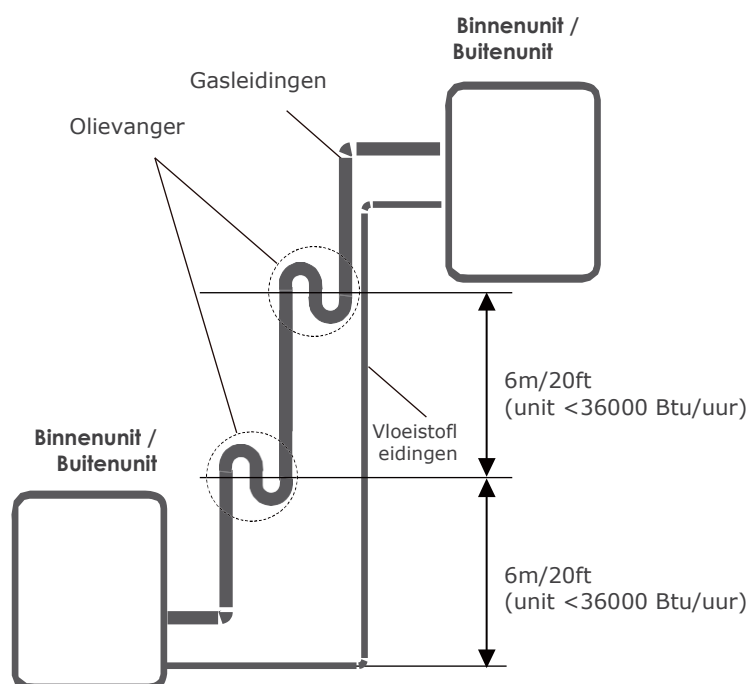 Binnenunit /
Buitenunit
Gasleidingen
Olievanger
6m/20ft
(unit <36000 Btu/uur)
Vloeistofl
eidingen
Binnenunit /
Buitenunit
6m/20ft
(unit <36000 Btu/uur)